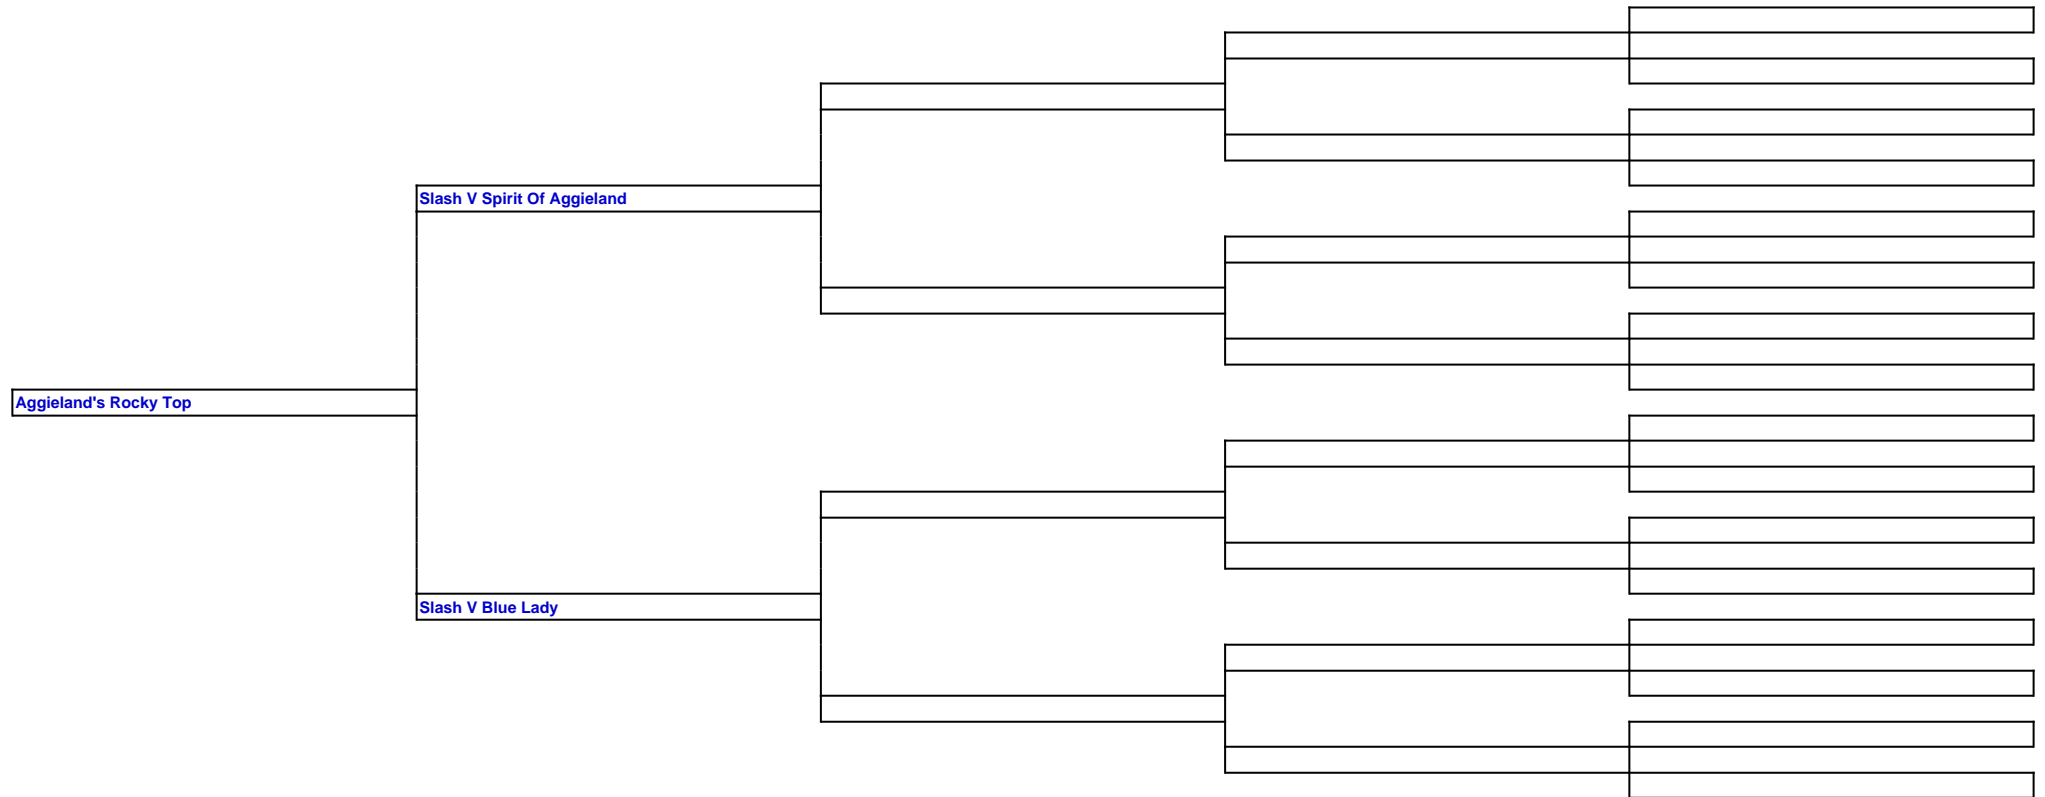 Slash V Spirit Of Aggieland
Aggieland's Rocky Top
Slash V Blue Lady